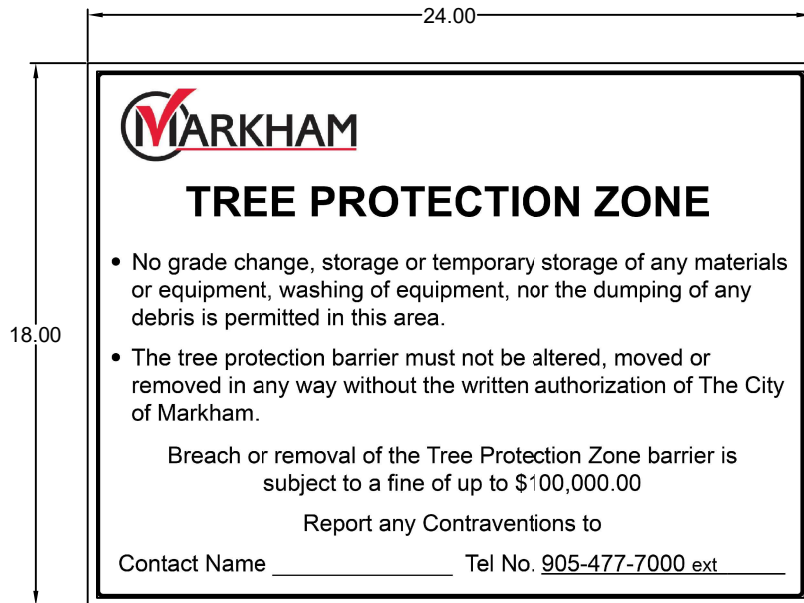 24.00
18.00
MARKHAM
TREE PROTECTION ZONE
• No grade change, storage or temporary storage of any materials
or equipment, washing of equipment, nor the dumping of any
debris is permitted in this area.
• The tree protection barrier must not be altered, moved or
removed in any way without the written authorization of The City
of Markham.
Breach or removal of the Tree Protection Zone barrier is
subject to a fine of up to $100,000.00
Report any Contraventions to
Contact Name _______________ Tel No. 905-477-7000 ext______